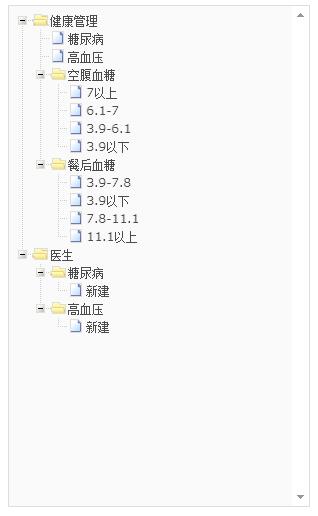 健康管理
糖尿病
高血压
空腹血糖
7以上
6.1-7
3.9-6.1
3.9以下
餐后血糖
3.9-7.8
3.9以下
7.8-11.1
11.1以上
医生
糖尿病
新建
高血压
新建